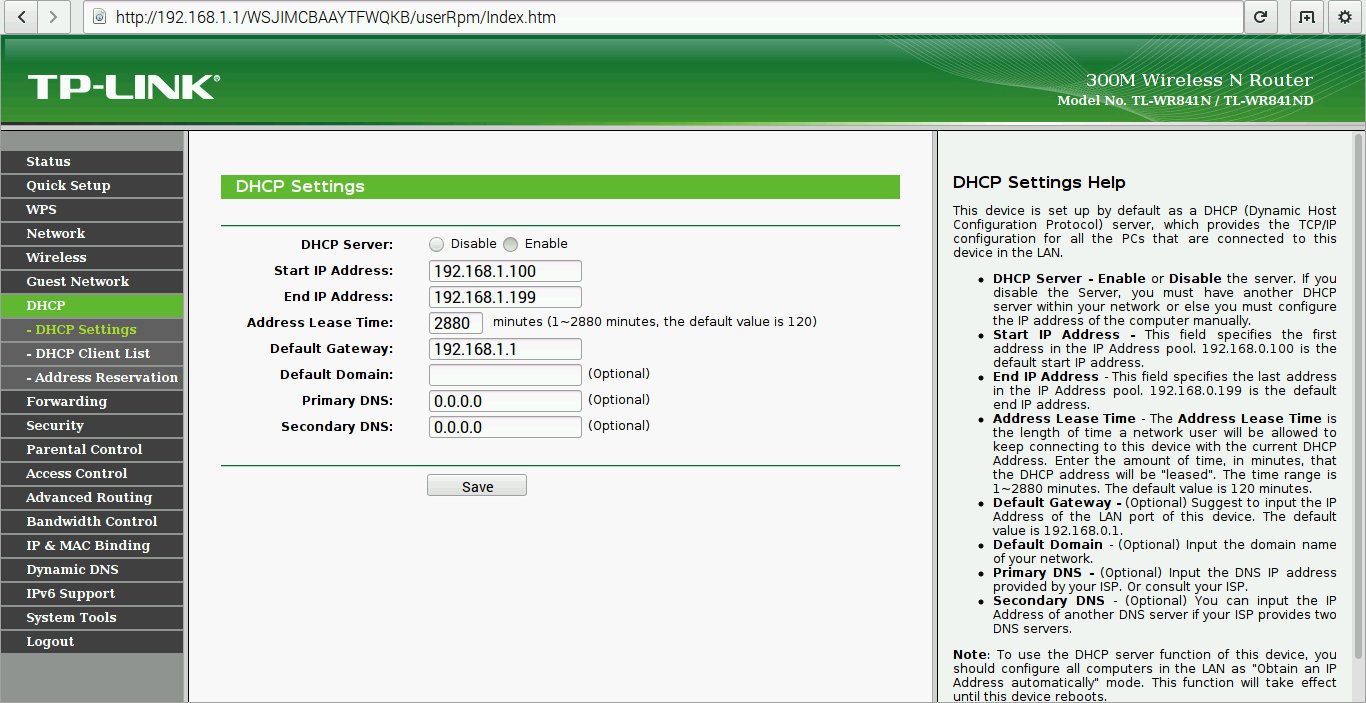 http://192.168.1.1/WSJIMCBAAYTFWQKB/userRpm/Index.htm
TP-LINK®
300M Wireless N Router
Model No. TL-WR841N / TL-WR841ND
Status
Quick Setup
WPS
Network
Wireless
Guest Network
DHCP
- DHCP Settings
- DHCP Client List
- Address Reservation
Forwarding
Security
Parental Control
Access Control
Advanced Routing
Bandwidth Control
IP & MAC Binding
Dynamic DNS
IPv6 Support
System Tools
Logout
DHCP Settings
DHCP Server: Disable Enable
Start IP Address: 192.168.1.100
End IP Address: 192.168.1.199
Address Lease Time: 2880 minutes (1~2880 minutes, the default value is 120)
Default Gateway: 192.168.1.1
Default Domain: (Optional)
Primary DNS: 0.0.0.0 (Optional)
Secondary DNS: 0.0.0.0 (Optional)
Save
DHCP Settings Help
This device is set up by default as a DHCP (Dynamic Host
Configuration Protocol) server, which provides the TCP/IP
configuration for all the PCs that are connected to this
device in the LAN.
• DHCP Server - Enable or Disable the server. If you
disable the Server, you must have another DHCP
server within your network or else you must configure
the IP address of the computer manually.
• Start IP Address - This field specifies the first
address in the IP Address pool. 192.168.0.100 is the
default start IP address.
• End IP Address - This field specifies the last address
in the IP Address pool. 192.168.0.199 is the default
end IP address.
• Address Lease Time - The Address Lease Time is
the length of time a network user will be allowed to
keep connecting to this device with the current DHCP
Address. Enter the amount of time, in minutes, that
the DHCP address will be "leased". The time range is
1~2880 minutes. The default value is 120 minutes.
• Default Gateway - (Optional) Suggest to input the IP
Address of the LAN port of this device. The default
value is 192.168.0.1.
• Default Domain - (Optional) Input the domain name
of your network.
• Primary DNS - (Optional) Input the DNS IP address
provided by your ISP. Or consult your ISP.
• Secondary DNS - (Optional) You can input the IP
Address of another DNS server if your ISP provides two
DNS servers.
Note: To use the DHCP server function of this device, you
should configure all computers in the LAN as "Obtain an IP
Address automatically" mode. This function will take effect
until this device reboots.